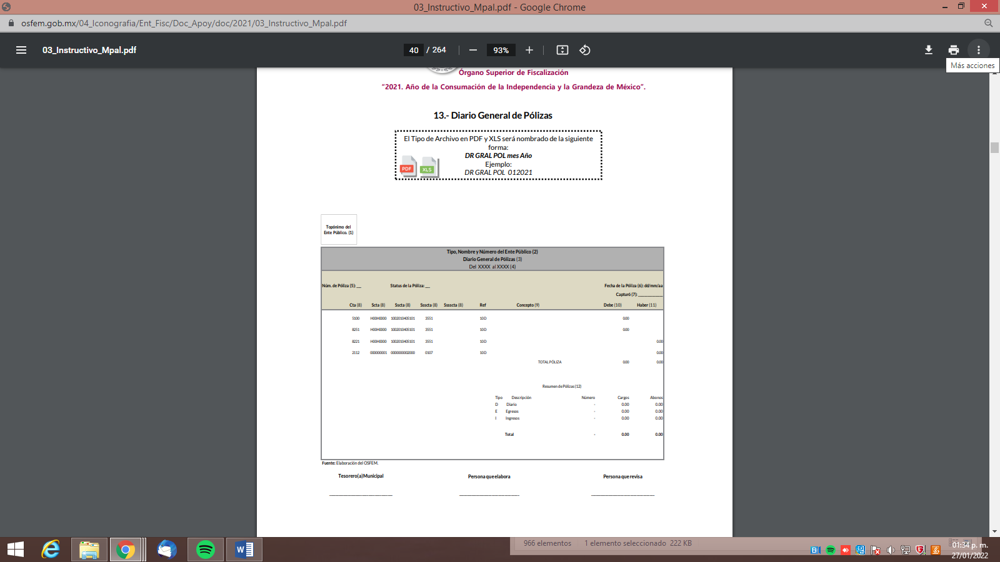 03_Instructivo_Mpal.pdf - Google Chrome
osfem.gob.mx/04_Iconografia/Ent_Fisc/Doc_Apoy/doc/2021/03_Instructivo_Mpal.pdf
03_Instructivo_Mpal.pdf
40 / 264
93%
Más acciones
Órgano Superior de Fiscalización
"2021. Año de la Consumación de la Independencia y la Grandeza de México".
13.- Diario General de Pólizas
El Tipo de Archivo en PDF y XLS será nombrado de la siguiente
forma:
DR GRAL POL mes Año
Ejemplo:
DR GRAL POL 012021
PDF XLS
Topónimo del
Ente Público. (1)
Tipo, Nombre y Número del Ente Público (2)
Diario General de Pólizas (3)
Del XXXX al XXXX (4)
Núm. de Póliza (5): __ Status de la Póliza: __ Fecha de la Póliza (6): dd/mm/aa
Capturó (7): ___________
Cta (8) Scta (8) Sscta (8) Ssscta (8) Sssscta (8) Ref Concepto (9) Debe (10) Haber (11)
5100 H00H0000 1002010405101 3551 10D 0.00
8251 H00H0000 1002010405101 3551 10D 0.00
8221 H00H0000 1002010405101 3551 10D 0.00
2112 000000001 0000000002000 0107 10D 0.00
TOTAL PÓLIZA 0.00 0.00
Resumen de Pólizas (12)
Tipo Descripción Número Cargos Abonos
D Diario - 0.00 0.00
E Egresos - 0.00 0.00
I Ingresos - 0.00 0.00
Total - 0.00 0.00
Fuente: Elaboración del OSFEM.
Tesorero(a) Municipal Persona que elabora Persona que revisa
966 elementos 1 elemento seleccionado 222 KB
01:34 p. m.
27/01/2022